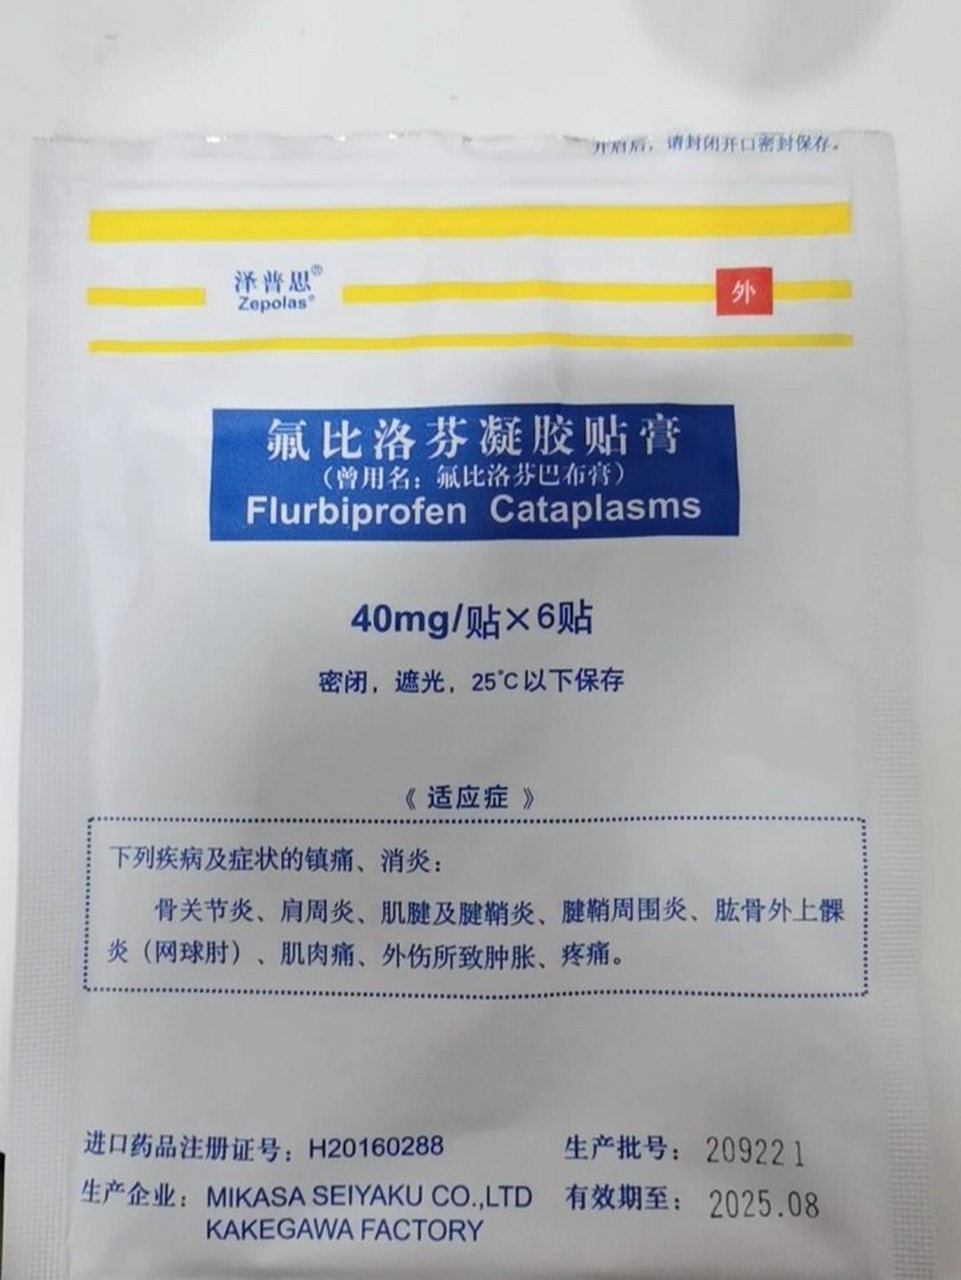 开启后，请封闭开口密封保存。
泽普思®
Zepolas®
外
氟比洛芬凝胶贴膏
（曾用名：氟比洛芬巴布膏）
Flurbiprofen Cataplasms
40mg/贴×6贴
密闭，遮光，25℃以下保存
《 适应症 》
下列疾病及症状的镇痛、消炎：
骨关节炎、肩周炎、肌腱及腱鞘炎、腱鞘周围炎、肱骨外上髁
炎（网球肘）、肌肉痛、外伤所致肿胀、疼痛。
进口药品注册证号：H20160288
生产企业：MIKASA SEIYAKU CO.,LTD
KAKEGAWA FACTORY
生产批号：209221
有效期至：2025.08